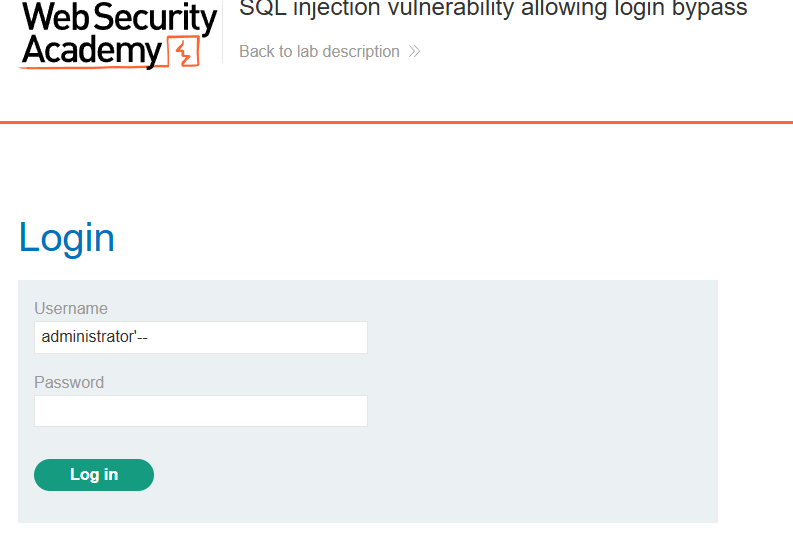 Web Security
Academy
SQL injection vulnerability allowing login bypass
Back to lab description
Login
Username
administrator'--
Password
Log in